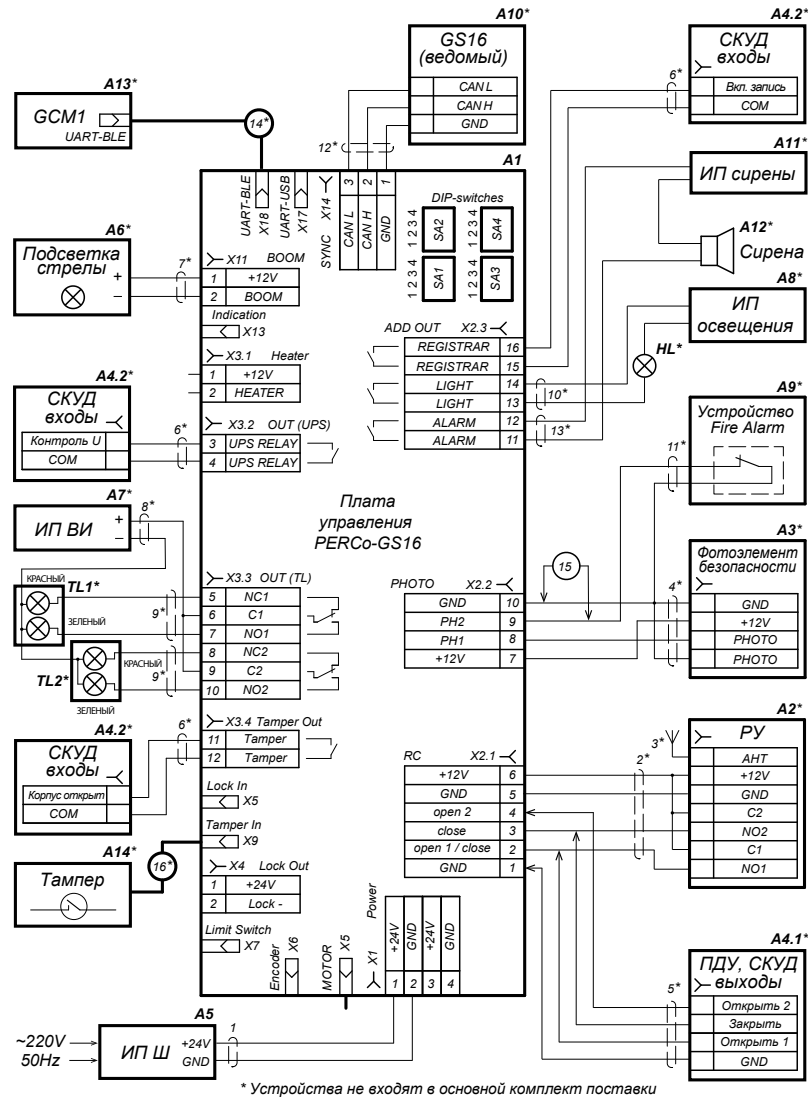 A10*
GS16
(ведомый)
CAN L
CAN H
GND
A4.2*
СКУД
входы
Вкл. запись
COM
6*
A13*
GCM1
UART-BLE
14*
12*
A1
A11*
ИП сирены
A12*
Сирена
UART-BLE
X18
UART-USB
X17
SYNC
X14
3
2
1
CAN L
CAN H
GND
DIP-switches
1 2 3 4
SA2
1 2 3 4
SA4
1 2 3 4
SA1
1 2 3 4
SA3
A6*
Подсветка
стрелы
+
–
7*
X11 BOOM
1 +12V
2 BOOM
Indication
X13
X3.1 Heater
1 +12V
2 HEATER
A8*
ИП
освещения
HL*
ADD OUT X2.3
REGISTRAR 16
REGISTRAR 15
LIGHT 14
LIGHT 13
ALARM 12
ALARM 11
10*
13*
A4.2*
СКУД
входы
Контроль U
COM
6*
X3.2 OUT (UPS)
3 UPS RELAY
4 UPS RELAY
A9*
Устройство
Fire Alarm
11*
A7*
ИП ВИ
+
–
8*
Плата
управления
PERCo-GS16
КРАСНЫЙ
TL1*
ЗЕЛЕНЫЙ
9*
TL2*
КРАСНЫЙ
9*
ЗЕЛЕНЫЙ
X3.3 OUT (TL)
5 NC1
6 C1
7 NO1
8 NC2
9 C2
10 NO2
15
PHOTO X2.2
GND 10
PH2 9
PH1 8
+12V 7
A3*
Фотоэлемент
безопасности
4*
GND
+12V
PHOTO
PHOTO
A4.2*
СКУД
входы
Корпус открыт
COM
6*
X3.4 Tamper Out
11 Tamper
12 Tamper
Lock In
X5
Tamper In
X9
A14*
Тампер
16*
X4 Lock Out
1 +24V
2 Lock -
Limit Switch
X7
RC X2.1
+12V 6
GND 5
open 2 4
close 3
open 1 / close 2
GND 1
A2*
РУ
3*
2*
АНТ
+12V
GND
C2
NO2
C1
NO1
Encoder
X6
MOTOR
X5
Power
X1
+24V
GND
+24V
GND
1
2
3
4
A4.1*
ПДУ, СКУД
выходы
5*
Открыть 2
Закрыть
Открыть 1
GND
A5
~220V
50Hz
ИП Ш
+24V
GND
1
* Устройства не входят в основной комплект поставки